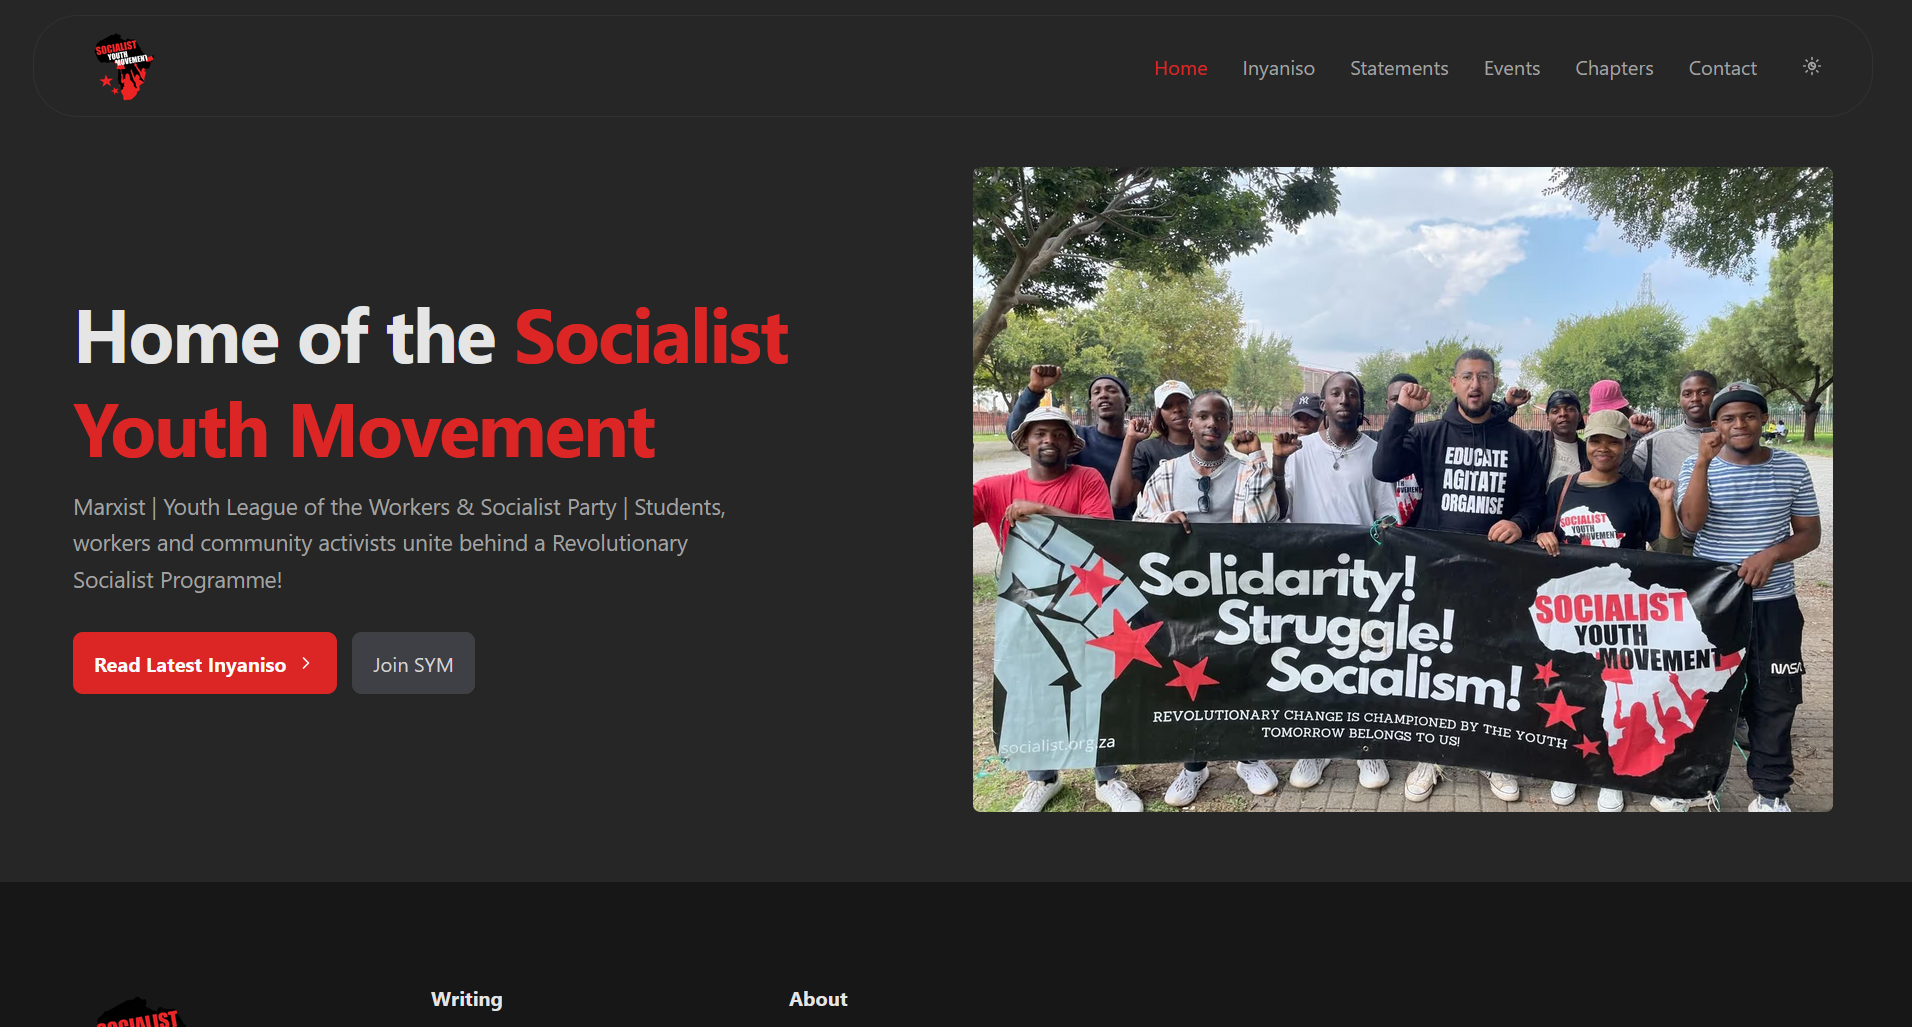 SOCIALIST
YOUTH
MOVEMENT
Home
Inyaniso
Statements
Events
Chapters
Contact
Home of the Socialist
Youth Movement
Marxist | Youth League of the Workers & Socialist Party | Students,
workers and community activists unite behind a Revolutionary
Socialist Programme!
Read Latest Inyaniso
Join SYM
NY
EDUCATE
AGITATE
ORGANISE
SOCIALIST
YOUTH
MOVEMENT
Solidarity!
Struggle!
Socialism!
REVOLUTIONARY CHANGE IS CHAMPIONED BY THE YOUTH
TOMORROW BELONGS TO US!
socialist.org.za
SOCIALIST
YOUTH
MOVEMENT
NASA
SOCIALIST
Writing
About